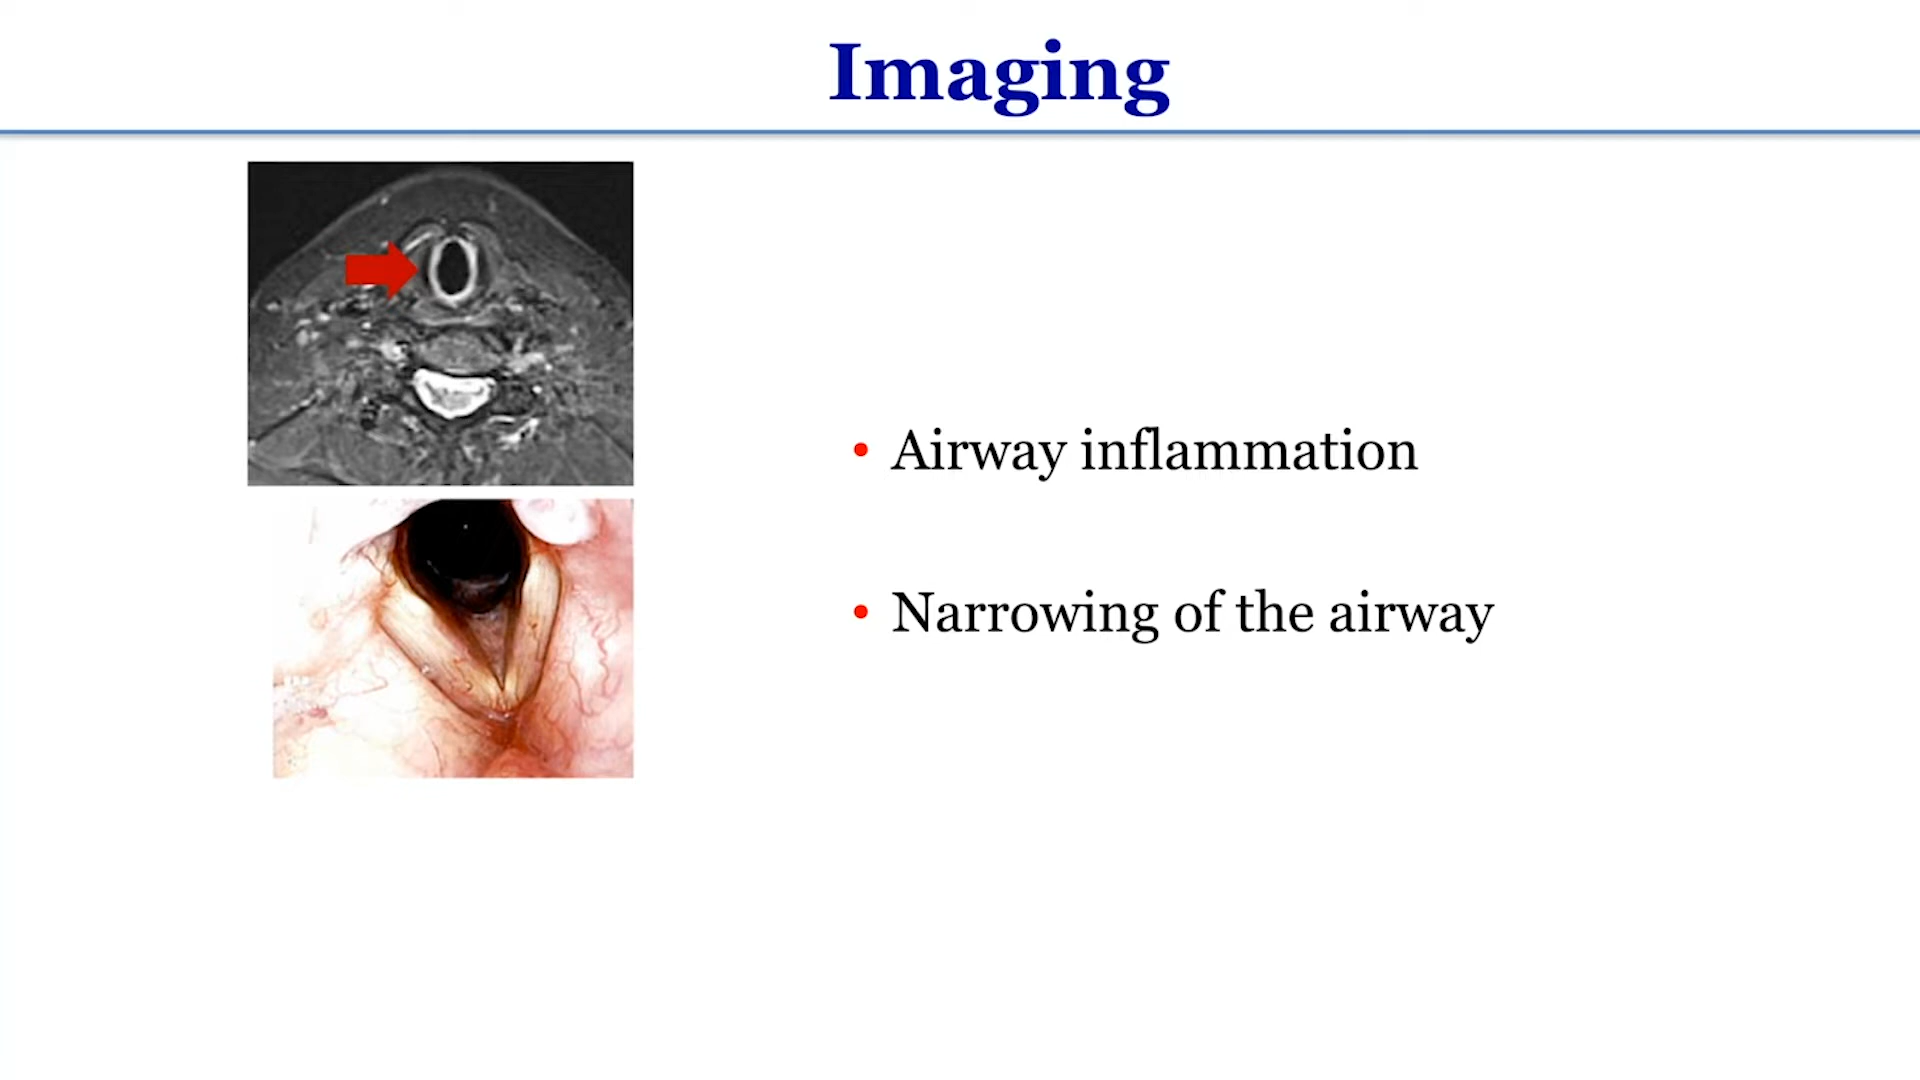 Imaging
• Airway inflammation
• Narrowing of the airway